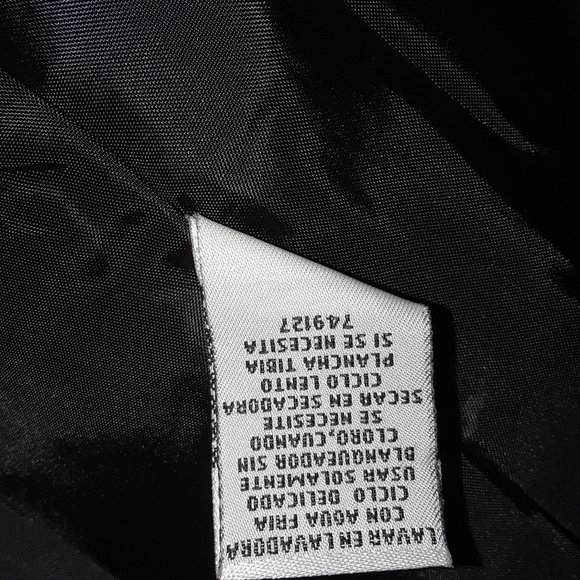 LAVAR EN LAVADORA
CON AGUA FRIA
CICLO DELICADO
USAR SOLAMENTE
BLANQUEADOR SIN
CLORO, CUANDO
SE NECESITE
SECAR EN SECADORA
CICLO LENTO
PLANCHA TIBIA
SI SE NECESITA
749127